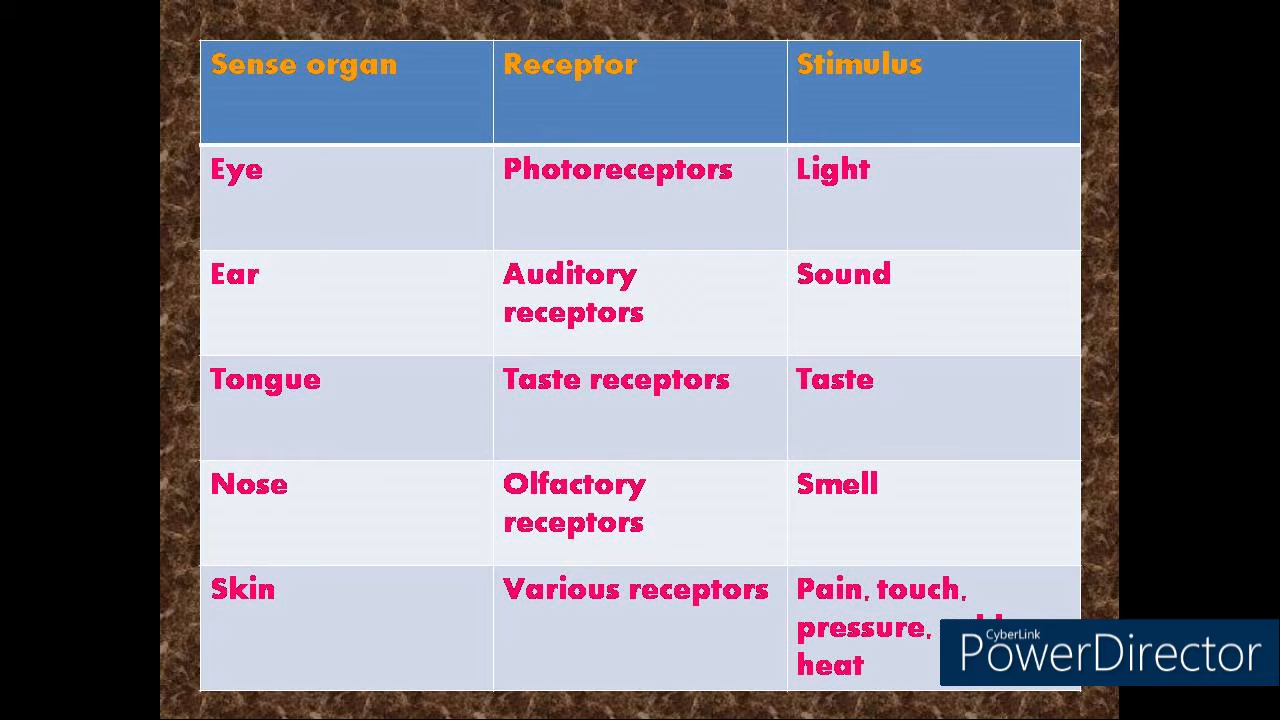 Sense organ
Receptor
Stimulus
Eye
Photoreceptors
Light
Ear
Auditory
receptors
Sound
Tongue
Taste receptors
Taste
Nose
Olfactory
receptors
Smell
Skin
Various receptors
Pain, touch,
pressure,
heat
CyberLink
PowerDirector